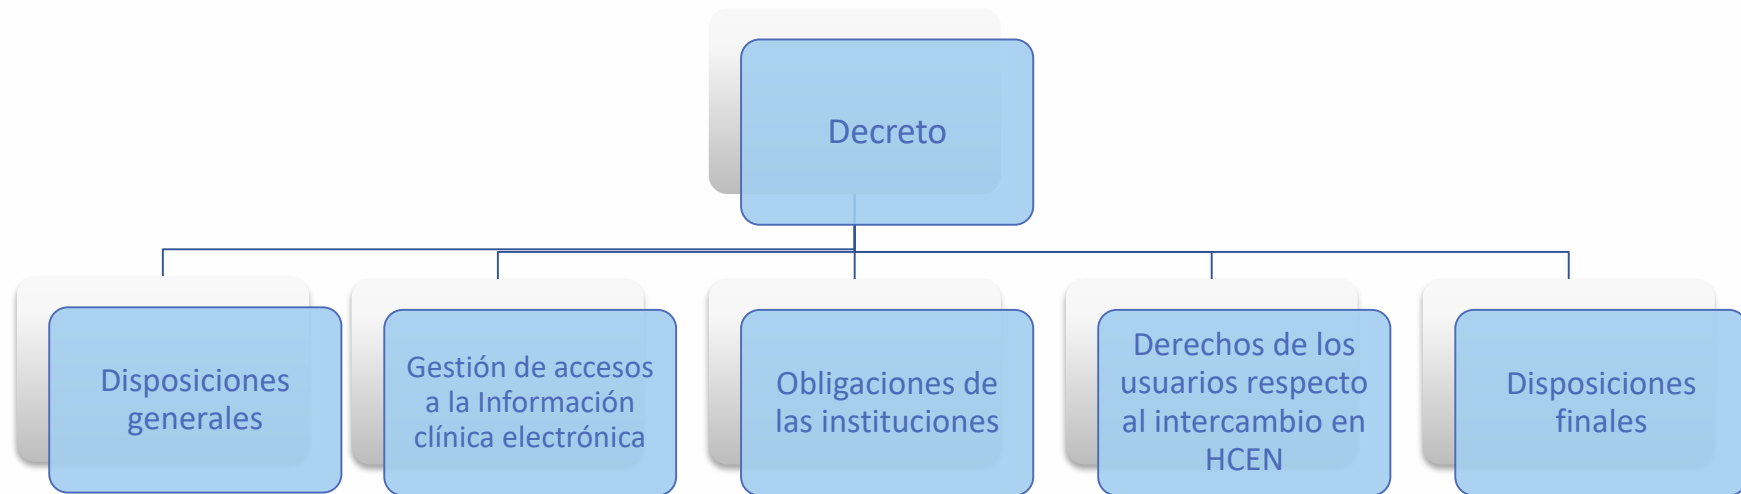 Decreto
Disposiciones
generales
Gestión de accesos
a la Información
clínica electrónica
Obligaciones de
las instituciones
Derechos de los
usuarios respecto
al intercambio en
HCEN
Disposiciones
finales